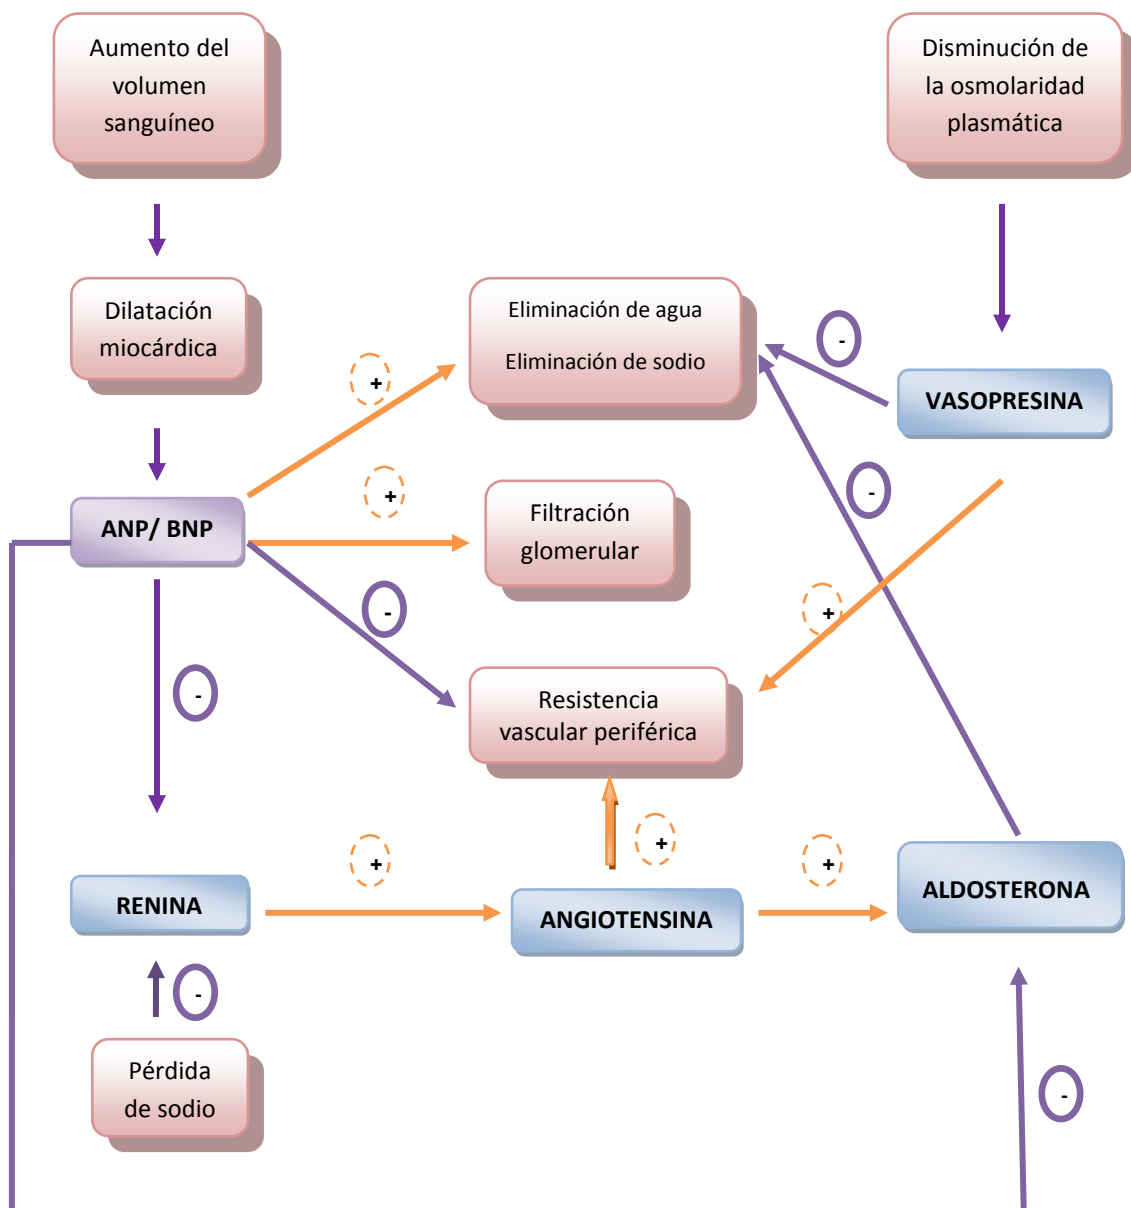 Aumento del
volumen
sanguíneo
Disminución de
la osmolaridad
plasmática
Dilatación
miocárdica
Eliminación de agua
Eliminación de sodio
-
VASOPRESINA
+
-
+
ANP/ BNP
Filtración
glomerular
-
+
-
Resistencia
vascular periférica
+
+
+
RENINA
ANGIOTENSINA
ALDOSTERONA
-
Pérdida
de sodio
-